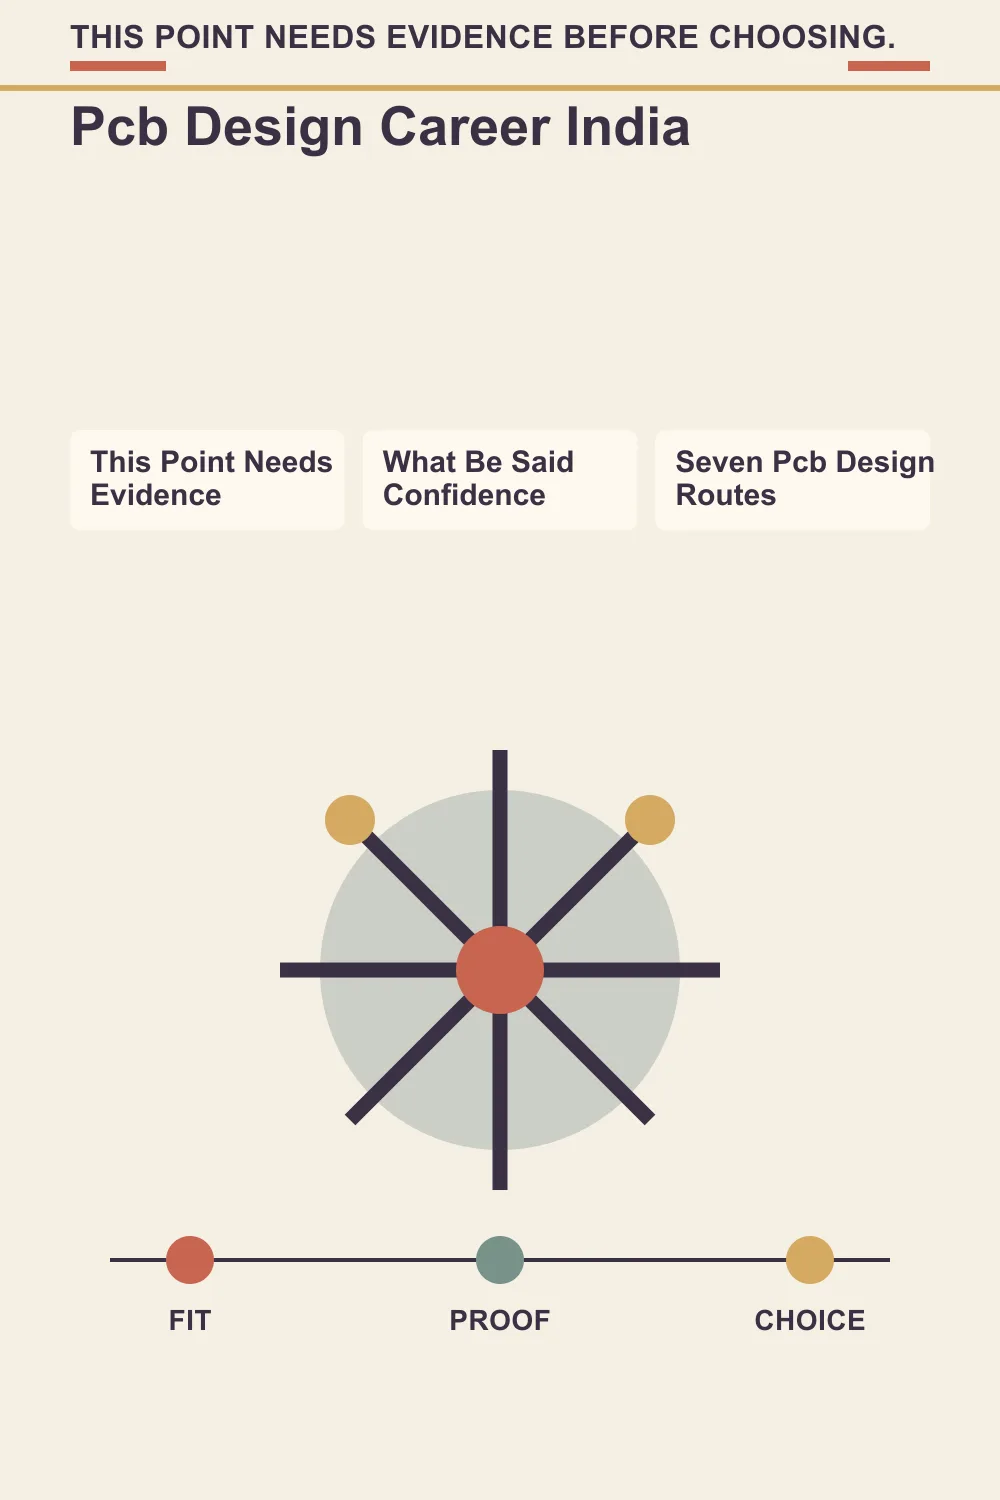 THIS POINT NEEDS EVIDENCE BEFORE CHOOSING.
Pcb Design Career India
This Point Needs
Evidence
What Be Said
Confidence
Seven Pcb Design
Routes
FIT
PROOF
CHOICE